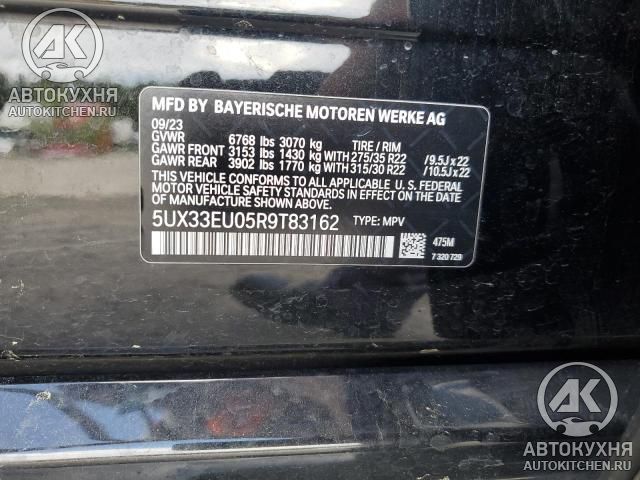 АВТОКУХНЯ
AUTOKITCHEN.RU
MFD BY BAYERISCHE MOTOREN WERKE AG
09/23
GVWR 6768 lbs 3070 kg TIRE / RIM
GAWR FRONT 3153 lbs 1430 kg WITH 275/35 R22 /9.5J x 22
GAWR REAR 3902 lbs 1770 kg WITH 315/30 R22 /10.5J x 22
THIS VEHICLE CONFORMS TO ALL APPLICABLE U. S. FEDERAL
MOTOR VEHICLE SAFETY STANDARDS IN EFFECT ON THE DATE
OF MANUFACTURE SHOWN ABOVE.
5UX33EU05R9T83162 TYPE: MPV
475M
7 320 729
АК
АВТОКУХНЯ
AUTOKITCHEN.RU